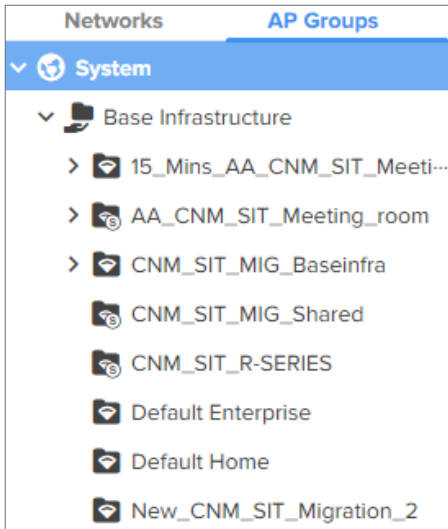 Networks AP Groups
System
Base Infrastructure
15_Mins_AA_CNM_SIT_Meeti···
AA_CNM_SIT_Meeting_room
CNM_SIT_MIG_Baseinfra
CNM_SIT_MIG_Shared
CNM_SIT_R-SERIES
Default Enterprise
Default Home
New_CNM_SIT_Migration_2